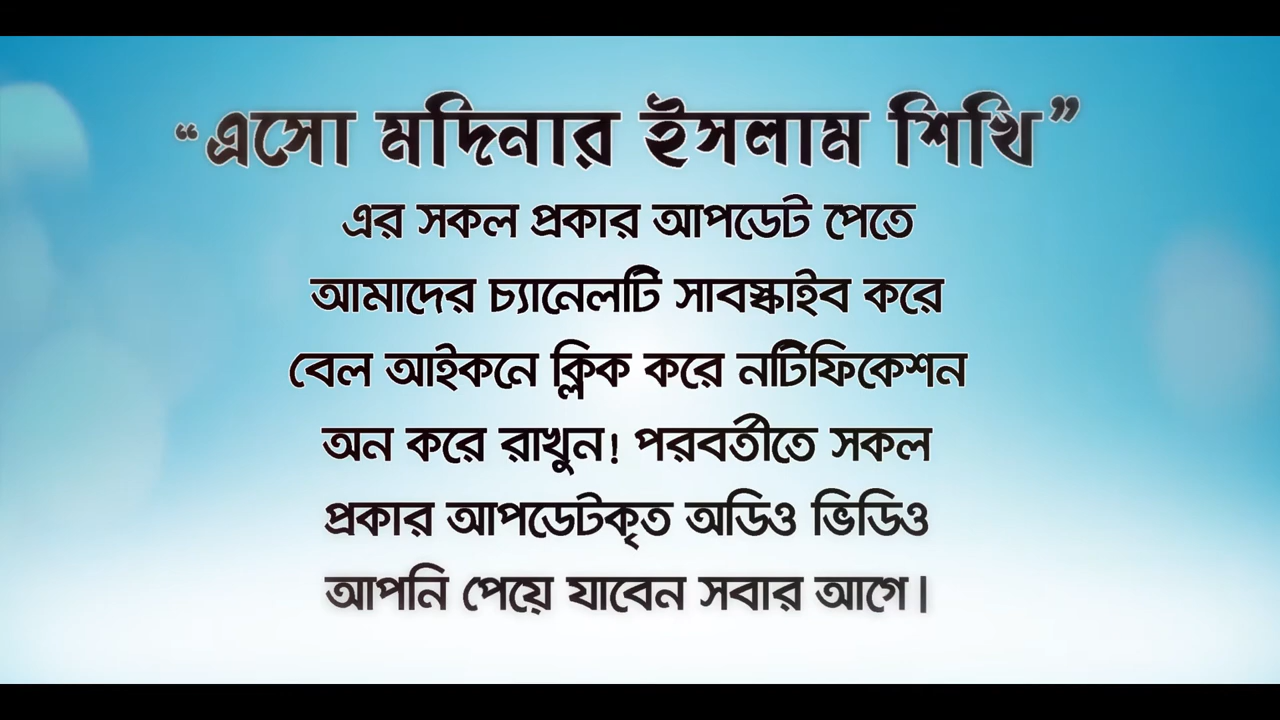 “এসো মদিনার ইসলাম শিখি”
এর সকল প্রকার আপডেট পেতে
আমাদের চ্যানেলটি সাবস্কাইব করে
বেল আইকনে ক্লিক করে নটিফিকেশন
অন করে রাখুন! পরবর্তীতে সকল
প্রকার আপডেটকৃত অডিও ভিডিও
আপনি পেয়ে যাবেন সবার আগে।